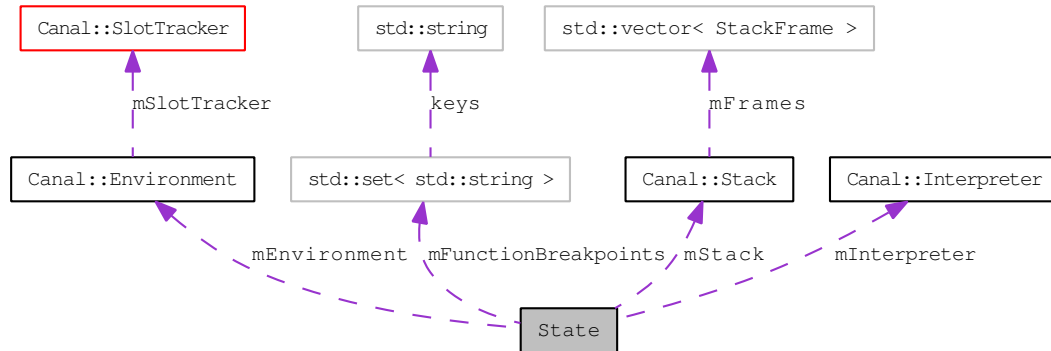 Canal::SlotTracker
std::string
std::vector< StackFrame >
mSlotTracker
keys
mFrames
Canal::Environment
std::set< std::string >
Canal::Stack
Canal::Interpreter
mEnvironment
mFunctionBreakpoints
mStack
mInterpreter
State